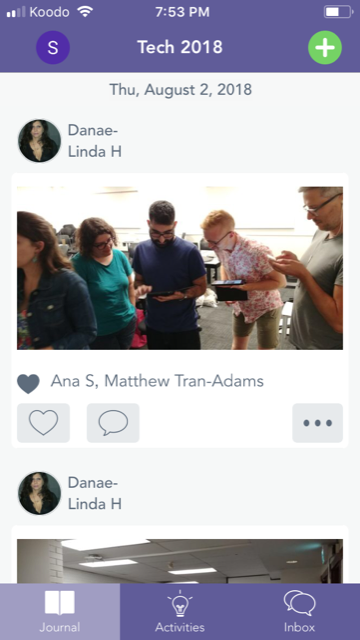 Koodo 7:53 PM
S Tech 2018
Thu, August 2, 2018
Danae-
Linda H
Ana S, Matthew Tran-Adams
Danae-
Linda H
Journal Activities Inbox